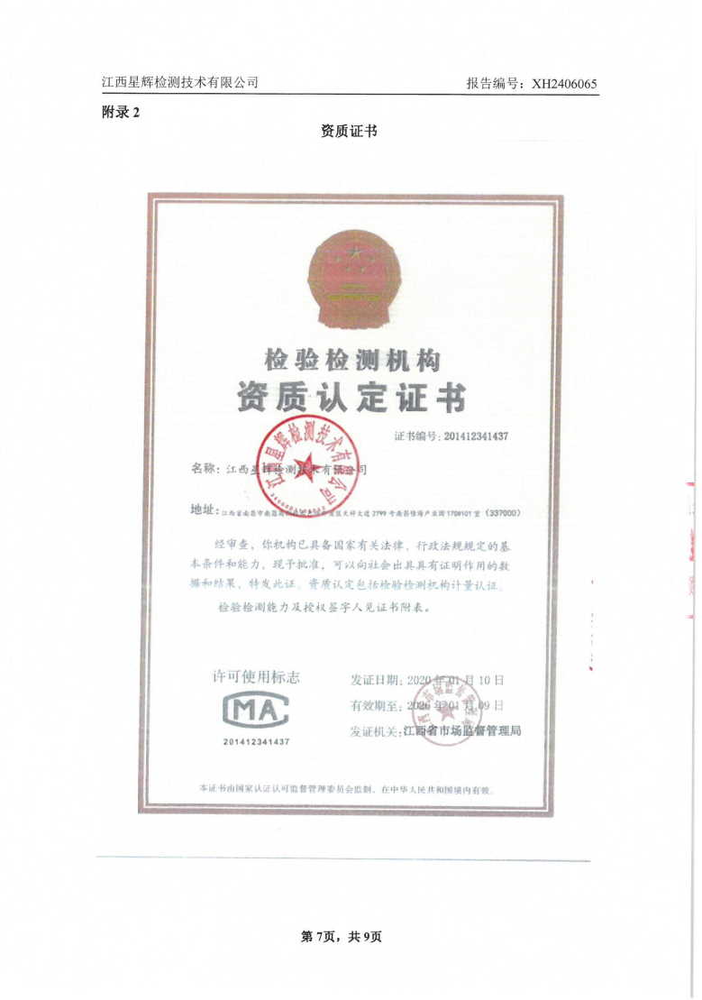 江西星辉检测技术有限公司 报告编号：XH2406065
附录 2
资质证书
检验检测机构
资质认定证书
证书编号：201412341437
名称：江西星辉检测技术有限公司
地址：江西省南昌市南昌 区天祥大道 2799 号南昌佳海产业园 170#101 室 (337000)
经审查，你机构已具备国家有关法律、行政法规规定的基
本条件和能力，现予批准，可以向社会出具具有证明作用的数
据和结果，特发此证。资质认定包括检验检测机构计量认证。
检验检测能力及授权签字人见证书附表。
许可使用标志
MA
201412341437
发证日期：2020 年 01 月 10 日
有效期至：2026 年 01 月 09 日
发证机关：江西省市场监督管理局
本证书由国家认证认可监督管理委员会监制，在中华人民共和国境内有效。
江西星辉检测技术有限公司
第 7页，共 9页